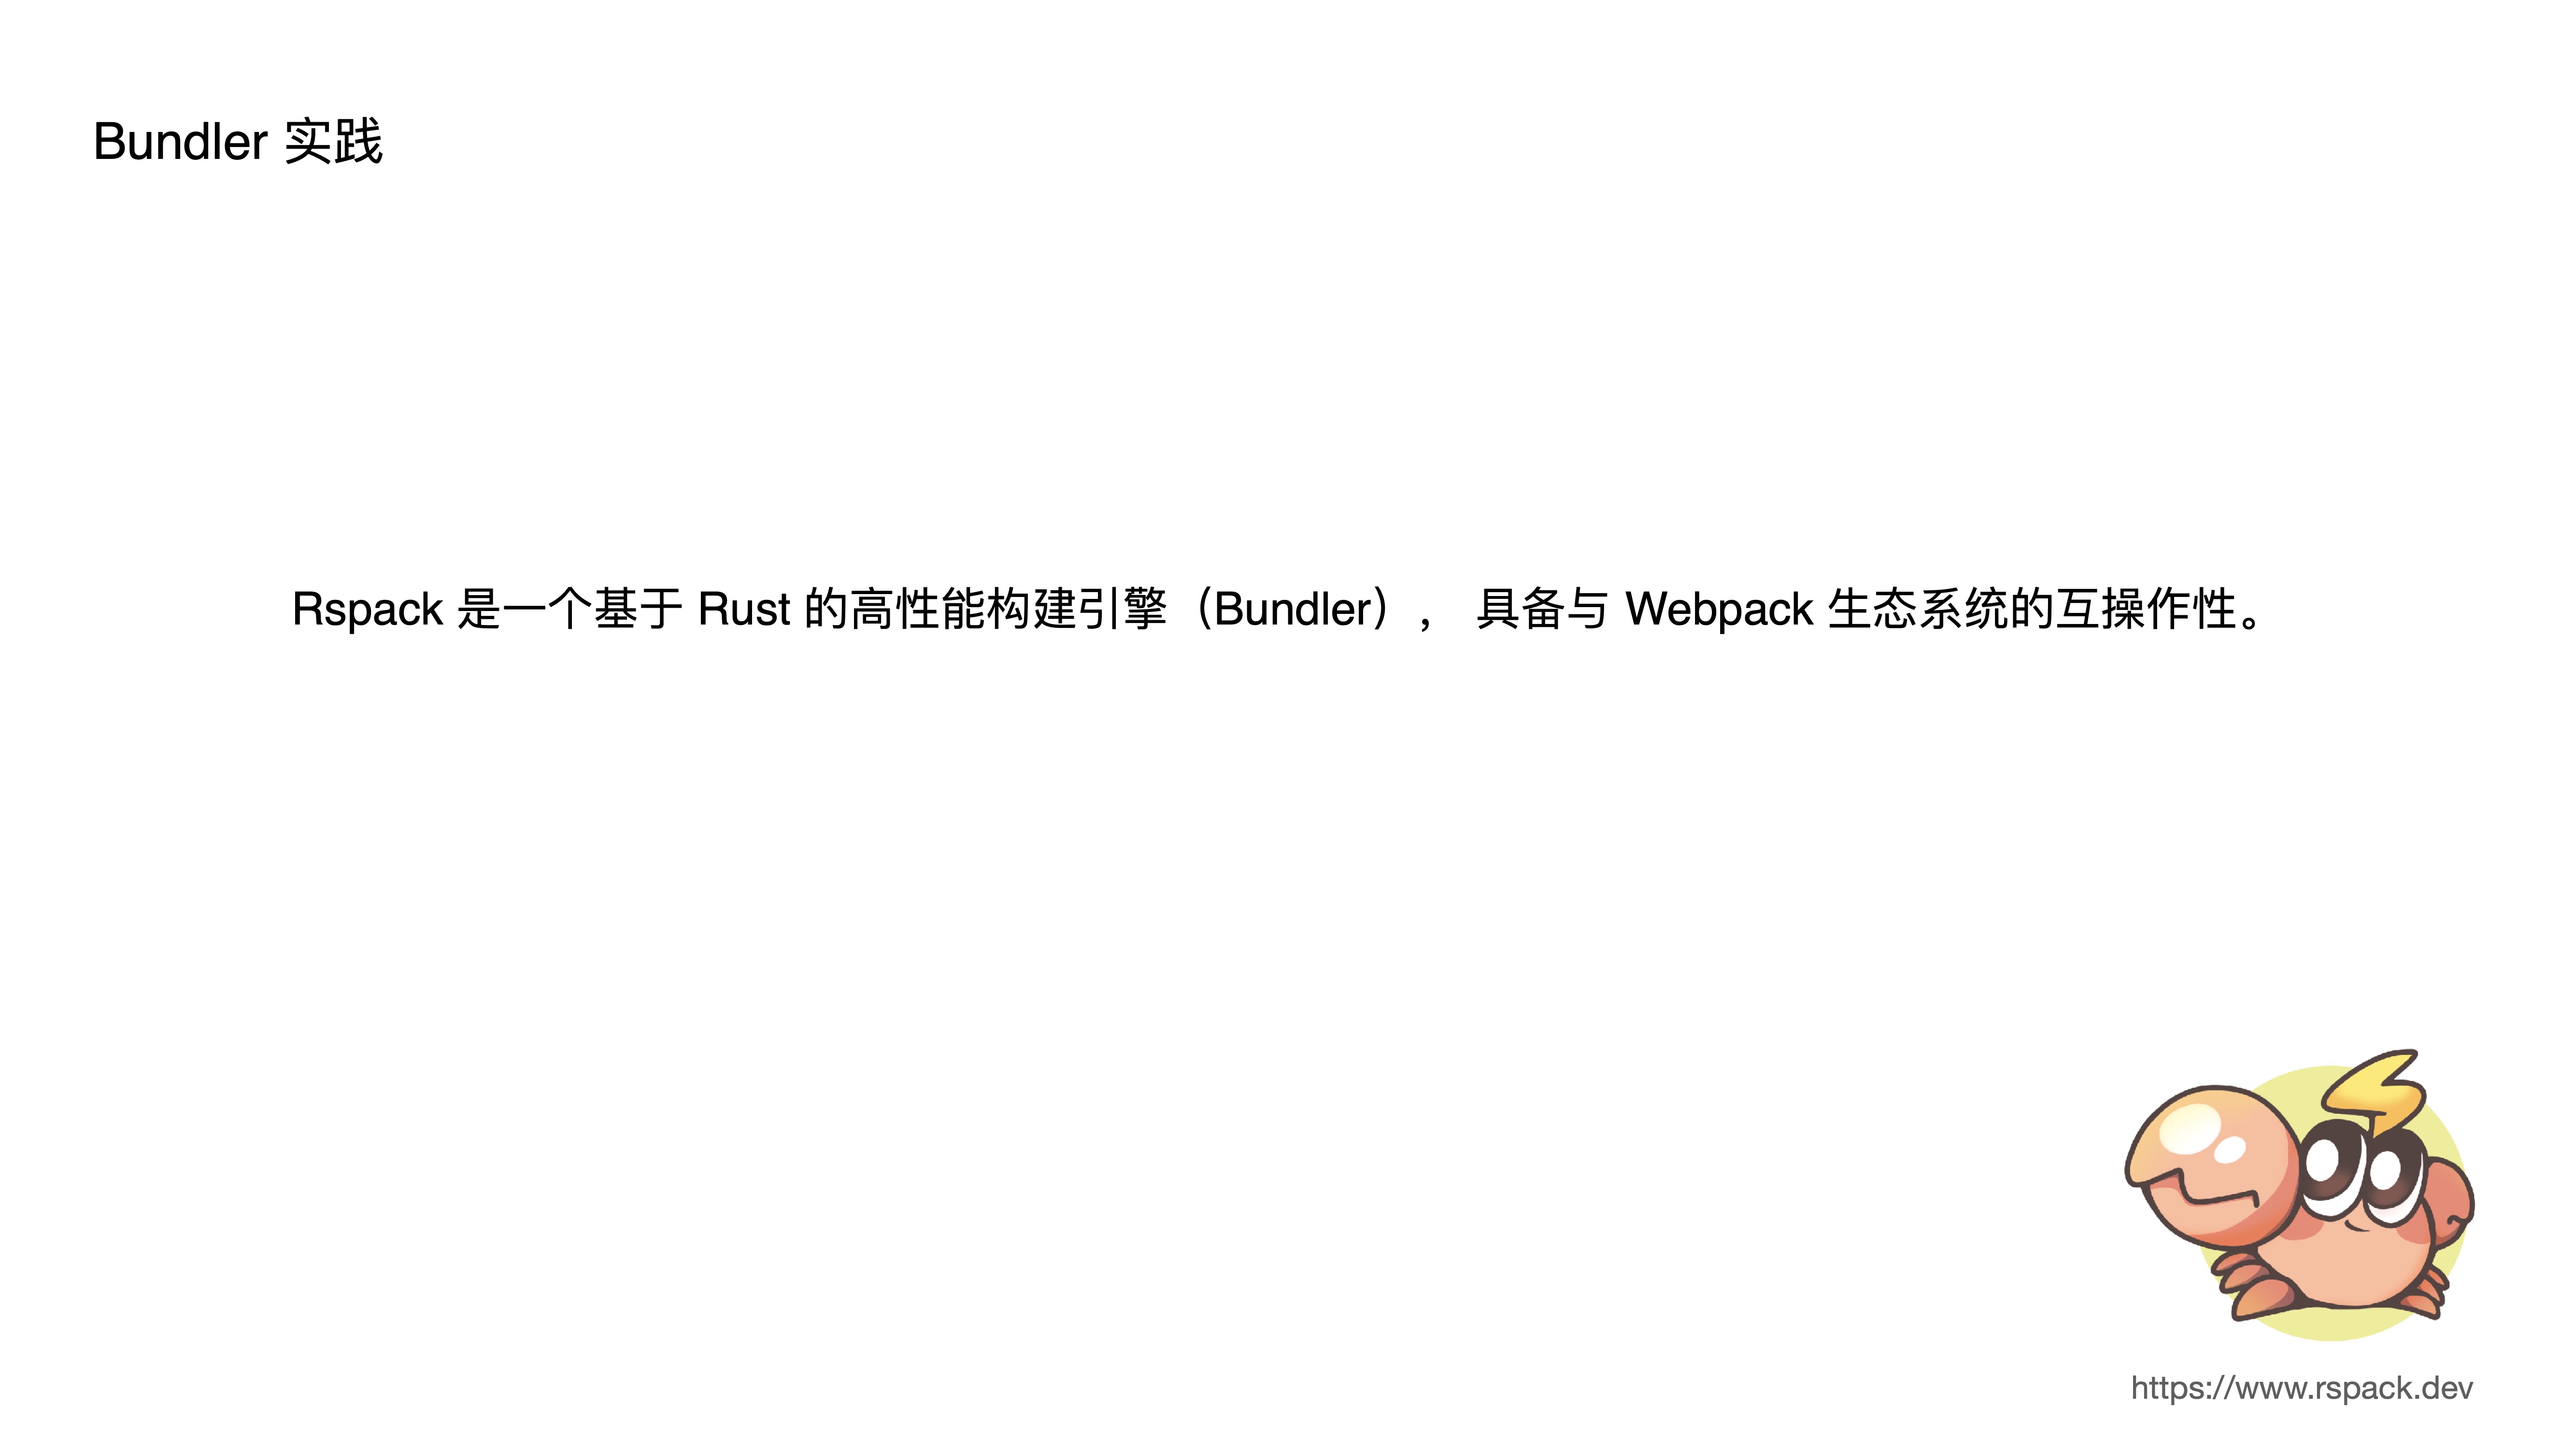 Bundler 实践
Rspack 是一个基于 Rust 的高性能构建引擎（Bundler）， 具备与 Webpack 生态系统的互操作性。
https://www.rspack.dev